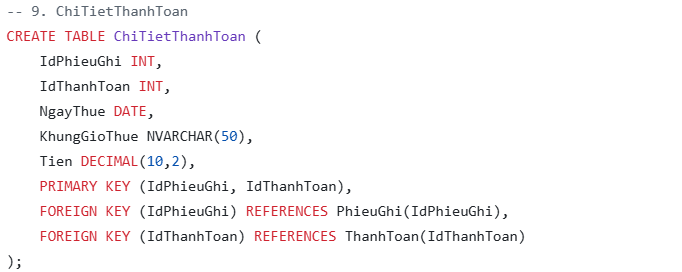 -- 9. ChiTietThanhToan
CREATE TABLE ChiTietThanhToan (
    IdPhieuGhi INT,
    IdThanhToan INT,
    NgayThue DATE,
    KhungGioThue NVARCHAR(50),
    Tien DECIMAL(10,2),
    PRIMARY KEY (IdPhieuGhi, IdThanhToan),
    FOREIGN KEY (IdPhieuGhi) REFERENCES PhieuGhi(IdPhieuGhi),
    FOREIGN KEY (IdThanhToan) REFERENCES ThanhToan(IdThanhToan)
);